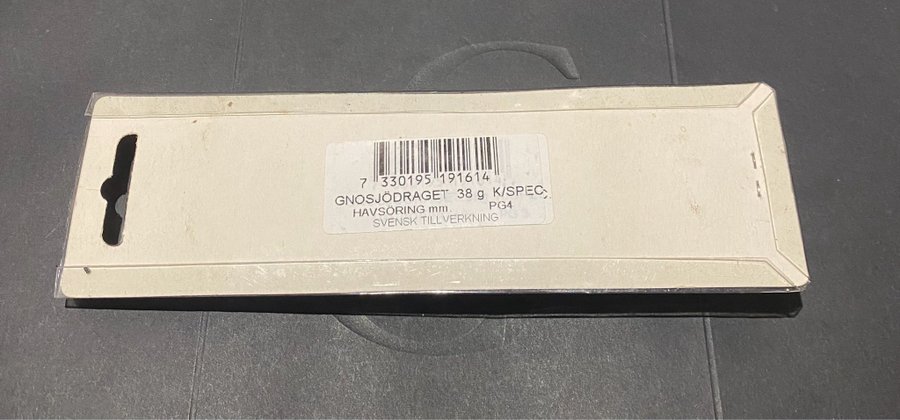 7 330195 191614
GNOSJÖDRAGET 38 g K/SPEC.
HAVSÖRING mm. PG4
SVENSK TILLVERKNING